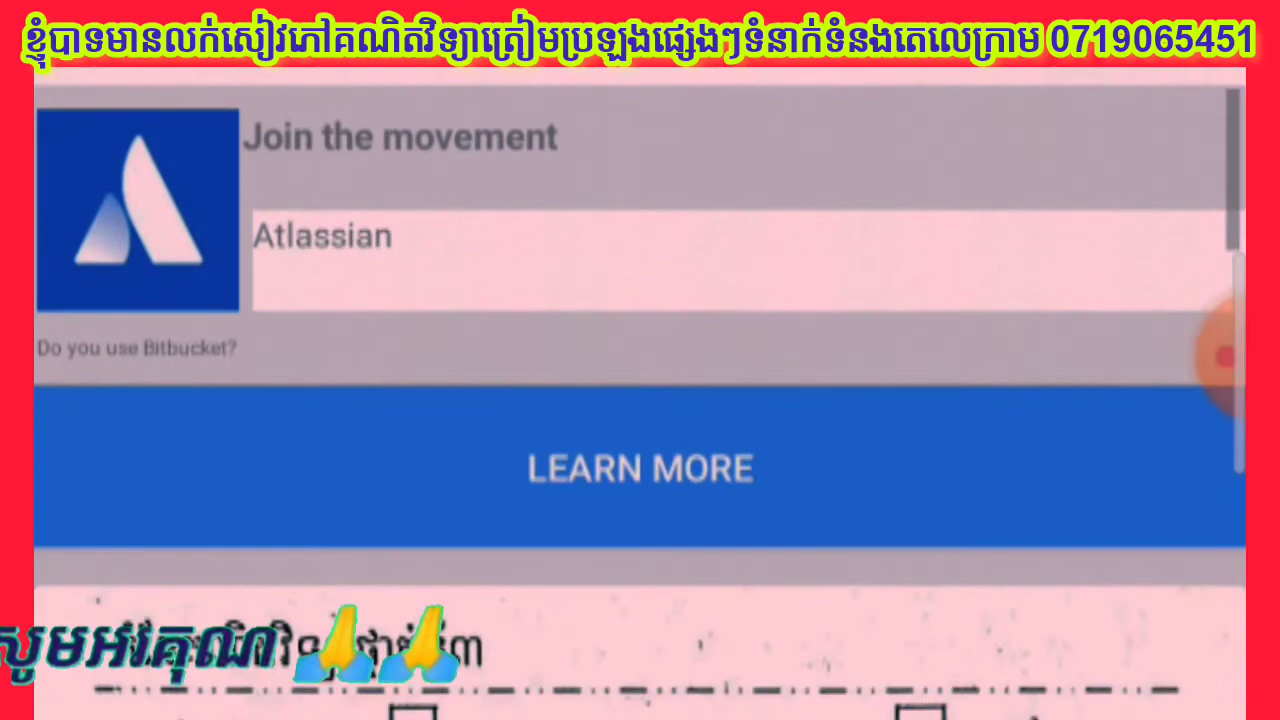 ខ្ញុំបាទមានលក់សៀវភៅគណិតវិទ្យាត្រៀមប្រឡងផ្សេងៗទំនាក់ទំនងតេលេក្រាម 0719065451
Join the movement
Atlassian
Do you use Bitbucket?
LEARN MORE
សូមអរគុណ 🙏🙏